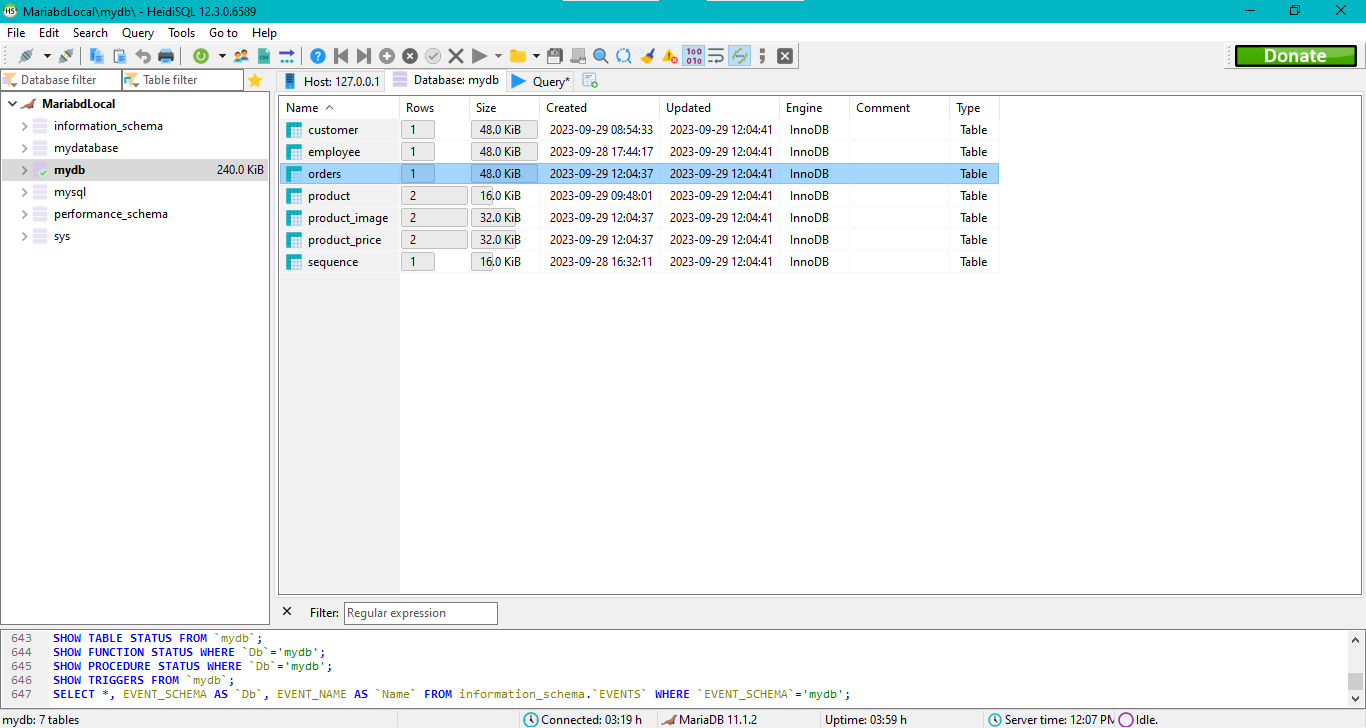 HS MariabdLocal\mydb\ - HeidiSQL 12.3.0.6589
File Edit Search Query Tools Go to Help
Donate
Database filter Table filter Host: 127.0.0.1 Database: mydb Query*
MariabdLocal
information_schema
mydatabase
mydb 240.0 KiB
mysql
performance_schema
sys
Name Rows Size Created Updated Engine Comment Type
customer 1 48.0 KiB 2023-09-29 08:54:33 2023-09-29 12:04:41 InnoDB Table
employee 1 48.0 KiB 2023-09-28 17:44:17 2023-09-29 12:04:41 InnoDB Table
orders 1 48.0 KiB 2023-09-29 12:04:37 2023-09-29 12:04:41 InnoDB Table
product 2 16.0 KiB 2023-09-29 09:48:01 2023-09-29 12:04:41 InnoDB Table
product_image 2 32.0 KiB 2023-09-29 12:04:37 2023-09-29 12:04:41 InnoDB Table
product_price 2 32.0 KiB 2023-09-29 12:04:37 2023-09-29 12:04:41 InnoDB Table
sequence 1 16.0 KiB 2023-09-28 16:32:11 2023-09-29 12:04:41 InnoDB Table
Filter: Regular expression
643 SHOW TABLE STATUS FROM `mydb`;
644 SHOW FUNCTION STATUS WHERE `Db`='mydb';
645 SHOW PROCEDURE STATUS WHERE `Db`='mydb';
646 SHOW TRIGGERS FROM `mydb`;
647 SELECT *, EVENT_SCHEMA AS `Db`, EVENT_NAME AS `Name` FROM information_schema.`EVENTS` WHERE `EVENT_SCHEMA`='mydb';
mydb: 7 tables Connected: 03:19 h MariaDB 11.1.2 Uptime: 03:59 h Server time: 12:07 PM Idle.